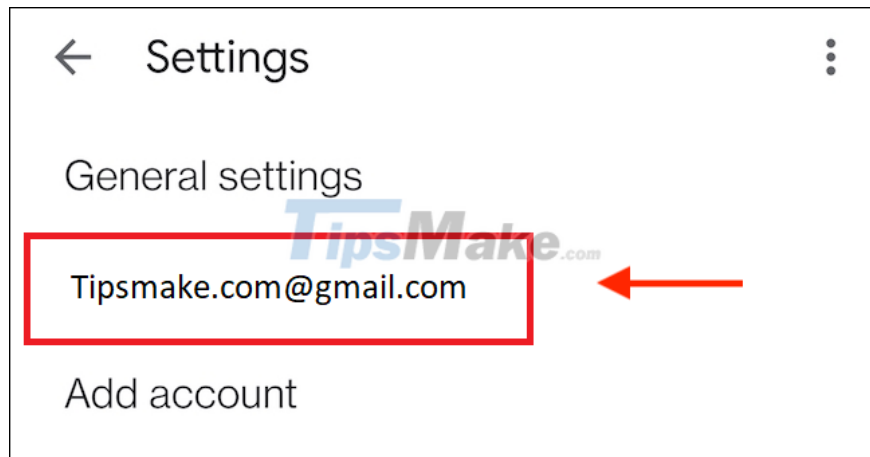 Settings
General settings
TipsMake.com
Tipsmake.com@gmail.com
Add account